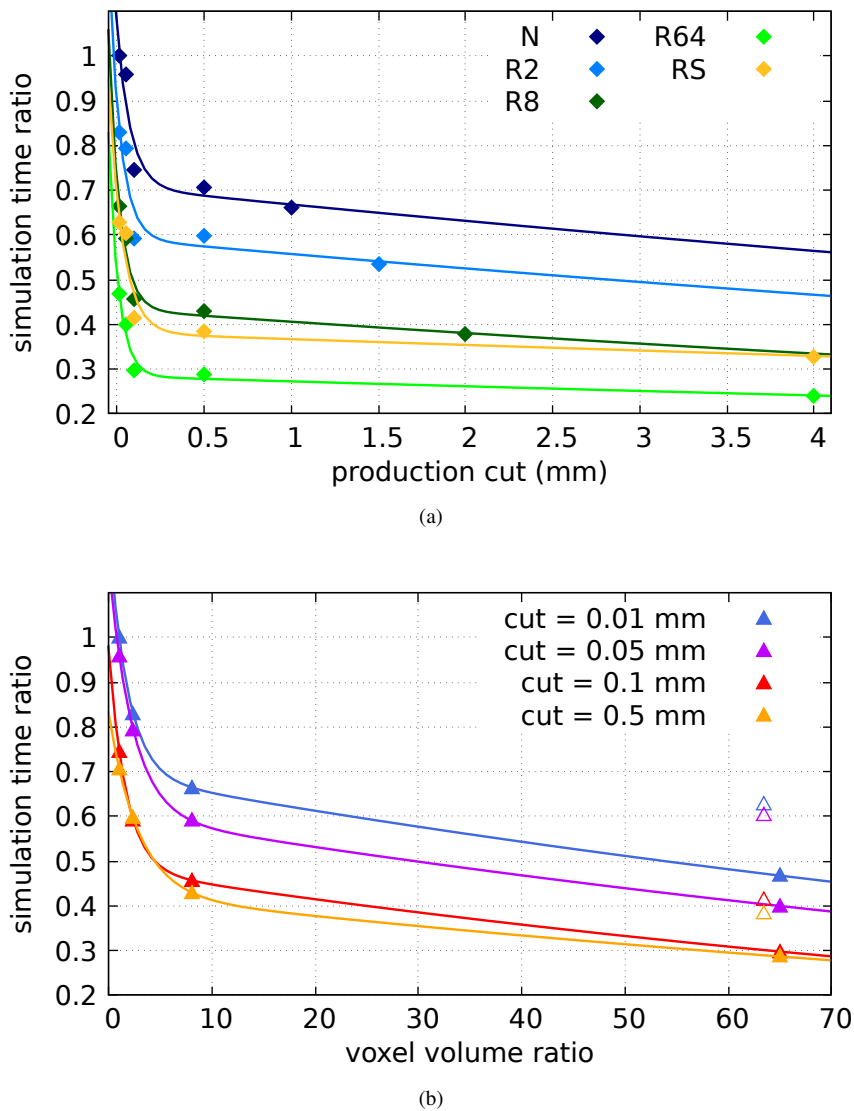 simulation time ratio
1
0.9
0.8
0.7
0.6
0.5
0.4
0.3
0.2
N R64
R2 RS
R8
0 0.5 1 1.5 2 2.5 3 3.5 4
production cut (mm)
(a)
simulation time ratio
1
0.9
0.8
0.7
0.6
0.5
0.4
0.3
0.2
cut = 0.01 mm
cut = 0.05 mm
cut = 0.1 mm
cut = 0.5 mm
0 10 20 30 40 50 60 70
voxel volume ratio
(b)